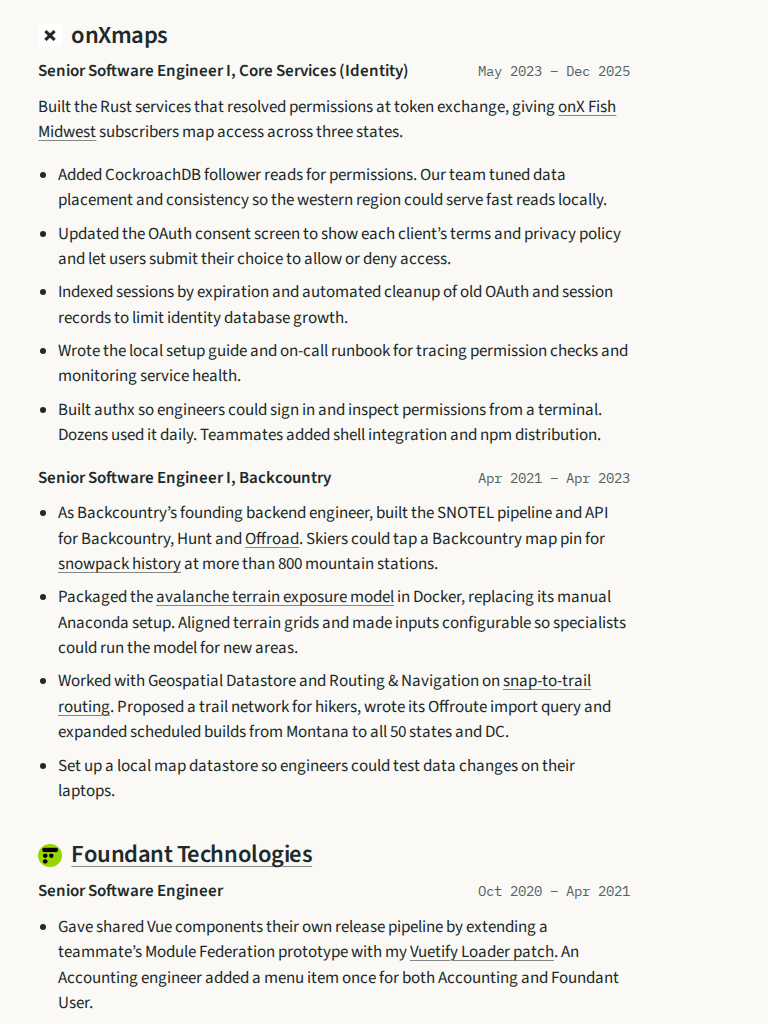 onXmaps
Senior Software Engineer I, Core Services (Identity) May 2023 – Dec 2025
Built the Rust services that resolved permissions at token exchange, giving onX Fish
Midwest subscribers map access across three states.
• Added CockroachDB follower reads for permissions. Our team tuned data
placement and consistency so the western region could serve fast reads locally.
• Updated the OAuth consent screen to show each client’s terms and privacy policy
and let users submit their choice to allow or deny access.
• Indexed sessions by expiration and automated cleanup of old OAuth and session
records to limit identity database growth.
• Wrote the local setup guide and on-call runbook for tracing permission checks and
monitoring service health.
• Built authx so engineers could sign in and inspect permissions from a terminal.
Dozens used it daily. Teammates added shell integration and npm distribution.
Senior Software Engineer I, Backcountry Apr 2021 – Apr 2023
• As Backcountry’s founding backend engineer, built the SNOTEL pipeline and API
for Backcountry, Hunt and Offroad. Skiers could tap a Backcountry map pin for
snowpack history at more than 800 mountain stations.
• Packaged the avalanche terrain exposure model in Docker, replacing its manual
Anaconda setup. Aligned terrain grids and made inputs configurable so specialists
could run the model for new areas.
• Worked with Geospatial Datastore and Routing & Navigation on snap-to-trail
routing. Proposed a trail network for hikers, wrote its Offroute import query and
expanded scheduled builds from Montana to all 50 states and DC.
• Set up a local map datastore so engineers could test data changes on their
laptops.
Foundant Technologies
Senior Software Engineer Oct 2020 – Apr 2021
• Gave shared Vue components their own release pipeline by extending a
teammate’s Module Federation prototype with my Vuetify Loader patch. An
Accounting engineer added a menu item once for both Accounting and Foundant
User.